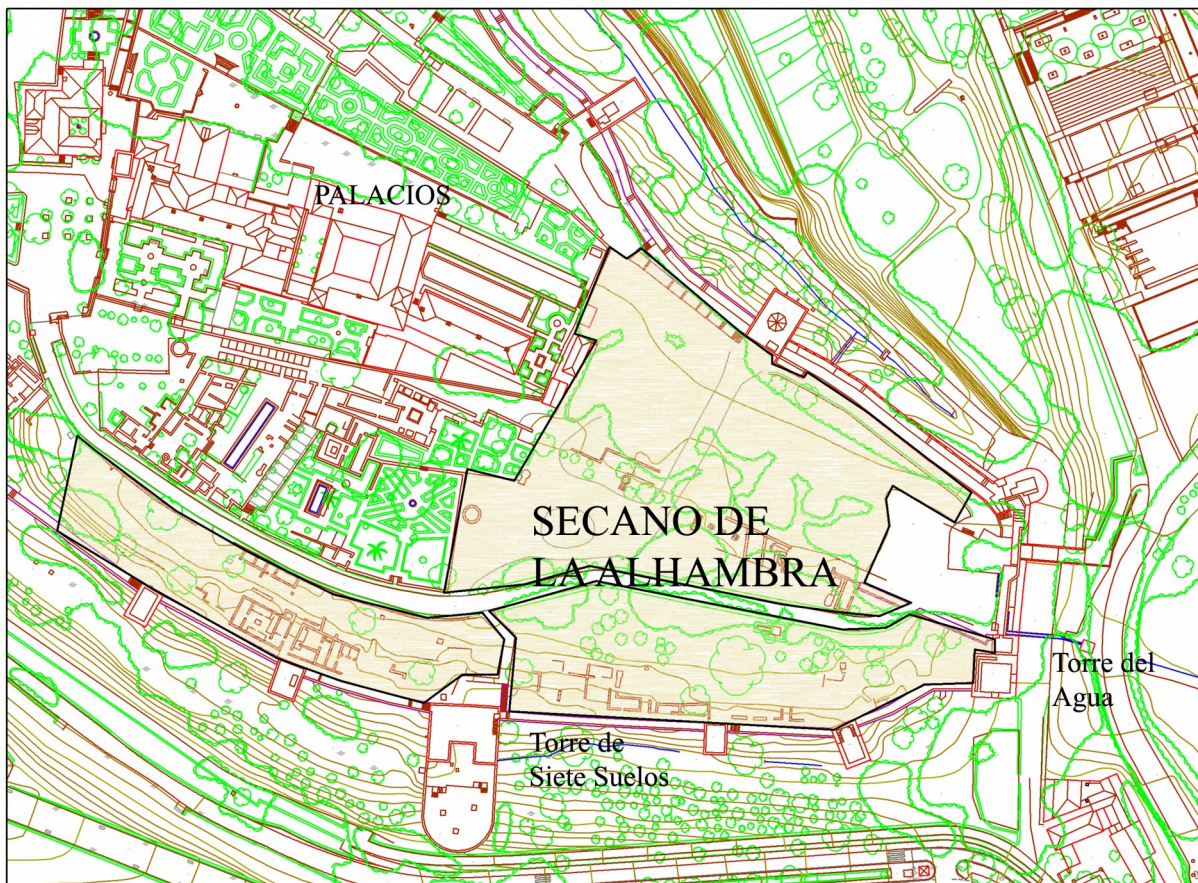 PALACIOS
SECANO DE
LA ALHAMBRA
Torre del
Agua
Torre de
Siete Suelos